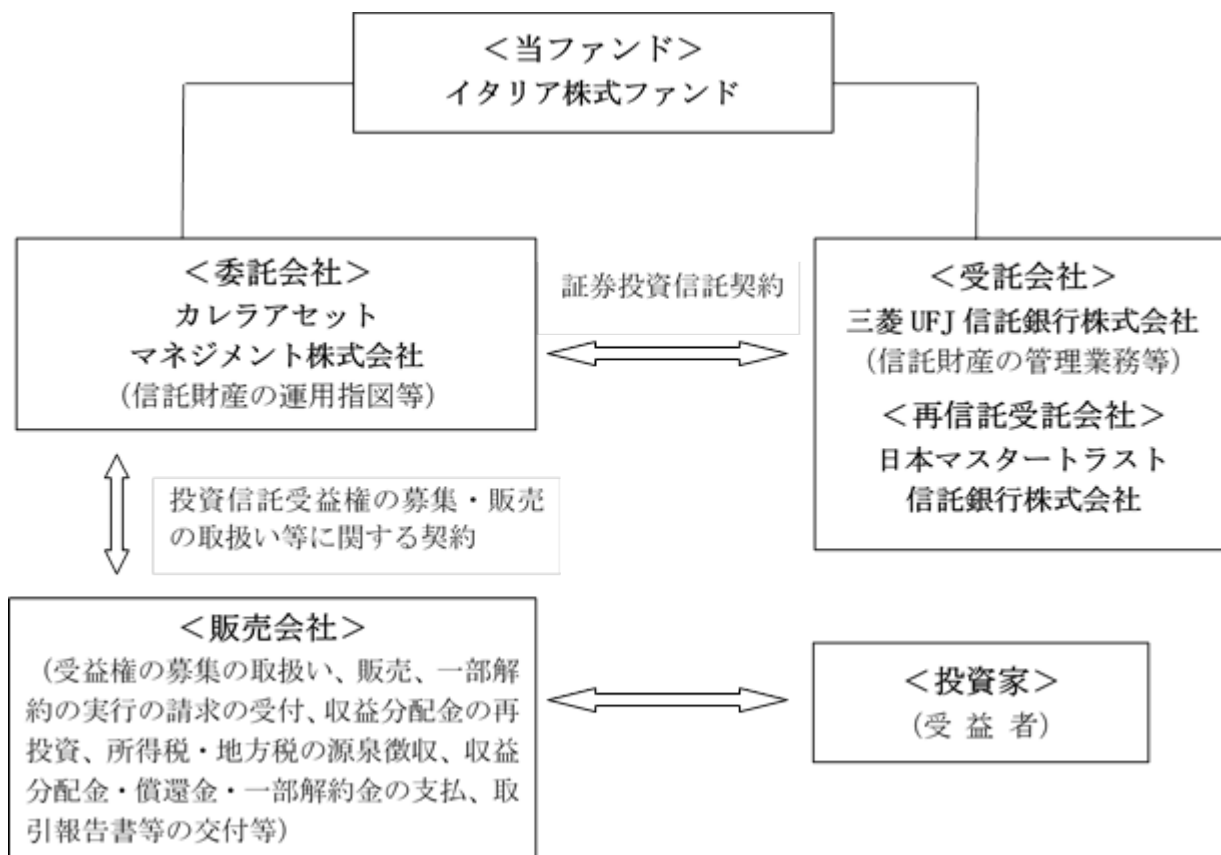 ＜当ファンド＞
イタリア株式ファンド
＜委託会社＞
カレラアセット
マネジメント株式会社
（信託財産の運用指図等）
証券投資信託契約
＜受託会社＞
三菱 UFJ 信託銀行株式会社
（信託財産の管理業務等）
＜再信託受託会社＞
日本マスタートラスト
信託銀行株式会社
投資信託受益権の募集・販売
の取扱い等に関する契約
＜販売会社＞
（受益権の募集の取扱い、販売、一部解
約の実行の請求の受付、収益分配金の再
投資、所得税・地方税の源泉徴収、収益
分配金・償還金・一部解約金の支払、取
引報告書等の交付等）
＜投資家＞
（受 益 者）